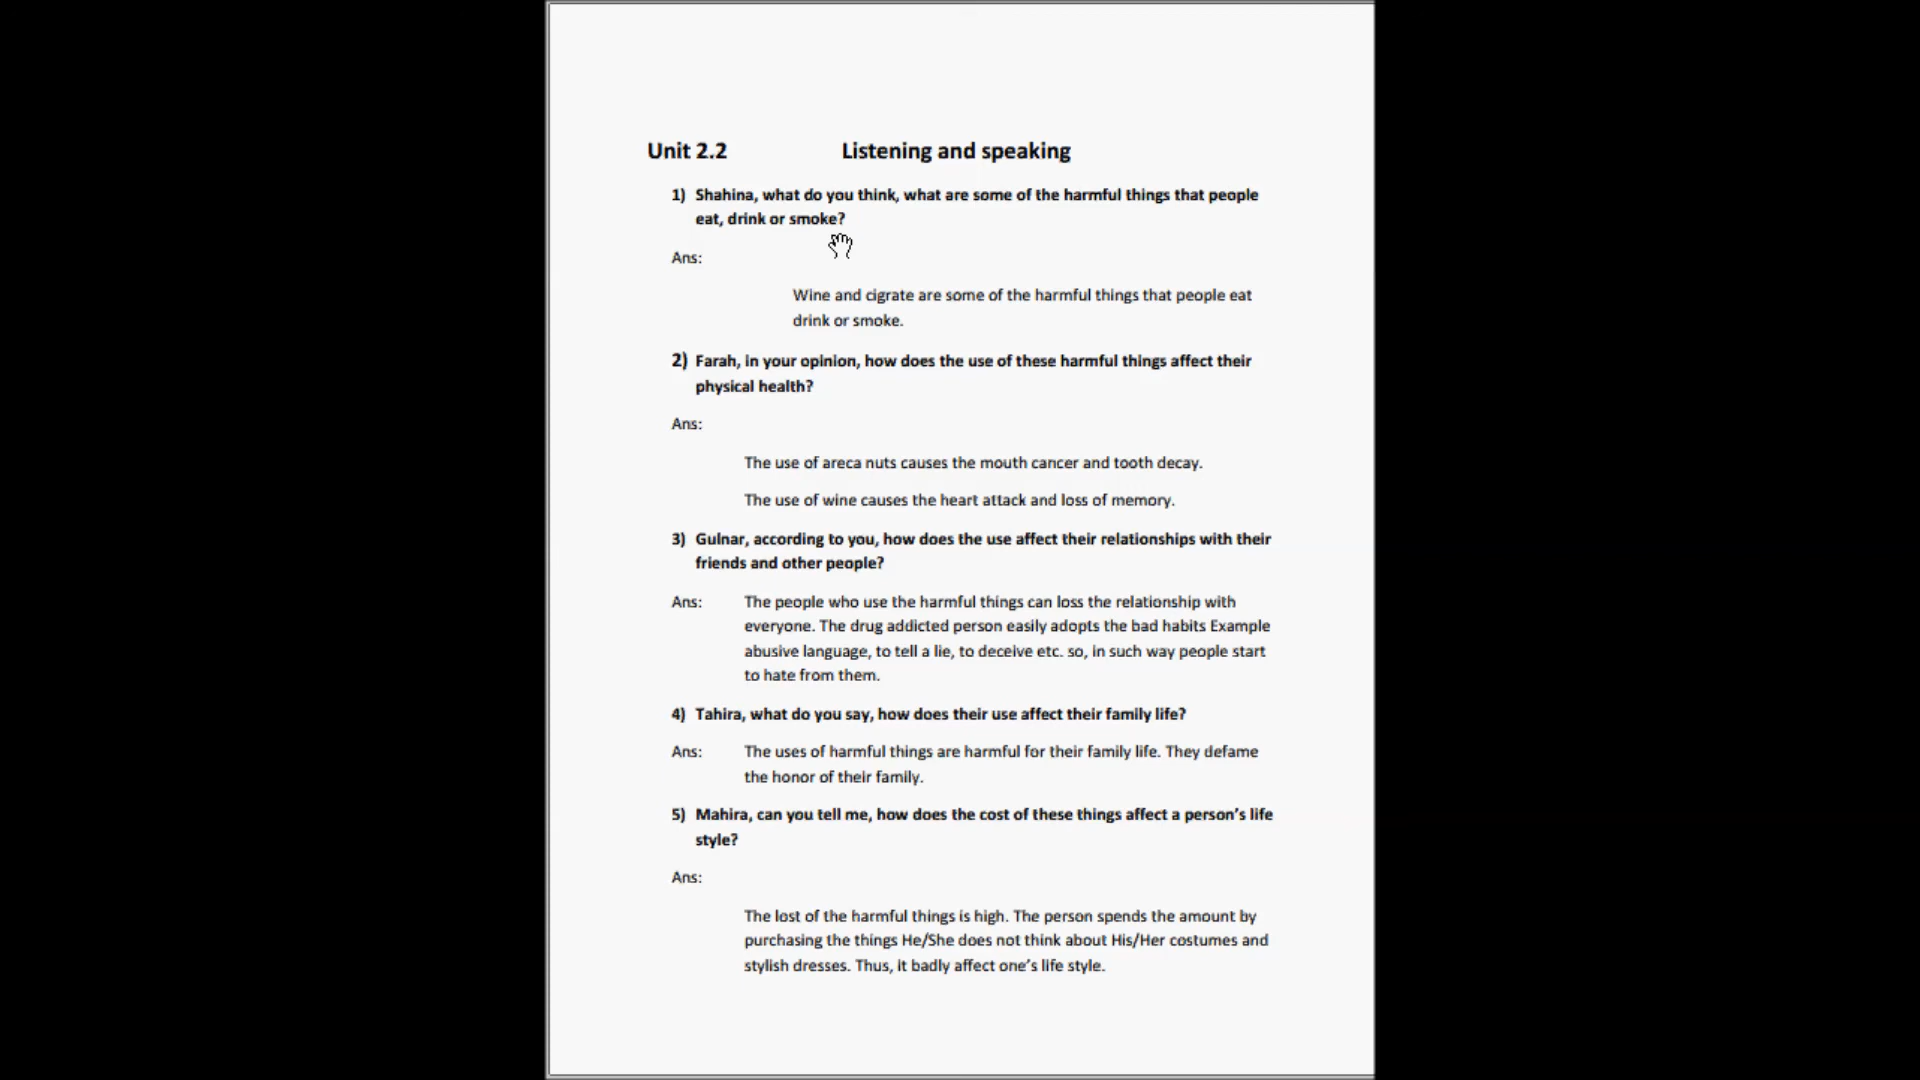 Unit 2.2 Listening and speaking
1) Shahina, what do you think, what are some of the harmful things that people
eat, drink or smoke?
Ans:
Wine and cigrate are some of the harmful things that people eat
drink or smoke.
2) Farah, in your opinion, how does the use of these harmful things affect their
physical health?
Ans:
The use of areca nuts causes the mouth cancer and tooth decay.
The use of wine causes the heart attack and loss of memory.
3) Gulnar, according to you, how does the use affect their relationships with their
friends and other people?
Ans: The people who use the harmful things can loss the relationship with
everyone. The drug addicted person easily adopts the bad habits Example
abusive language, to tell a lie, to deceive etc. so, in such way people start
to hate from them.
4) Tahira, what do you say, how does their use affect their family life?
Ans: The uses of harmful things are harmful for their family life. They defame
the honor of their family.
5) Mahira, can you tell me, how does the cost of these things affect a person's life
style?
Ans:
The lost of the harmful things is high. The person spends the amount by
purchasing the things He/She does not think about His/Her costumes and
stylish dresses. Thus, it badly affect one's life style.